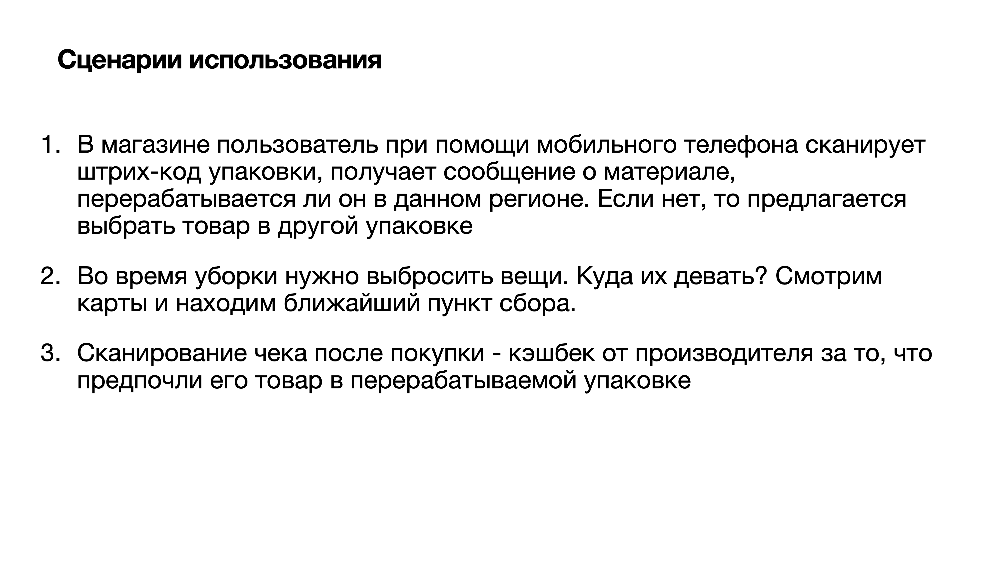 Сценарии использования
1. В магазине пользователь при помощи мобильного телефона сканирует
штрих-код упаковки, получает сообщение о материале,
перерабатывается ли он в данном регионе. Если нет, то предлагается
выбрать товар в другой упаковке
2. Во время уборки нужно выбросить вещи. Куда их девать? Смотрим
карты и находим ближайший пункт сбора.
3. Сканирование чека после покупки - кэшбек от производителя за то, что
предпочли его товар в перерабатываемой упаковке